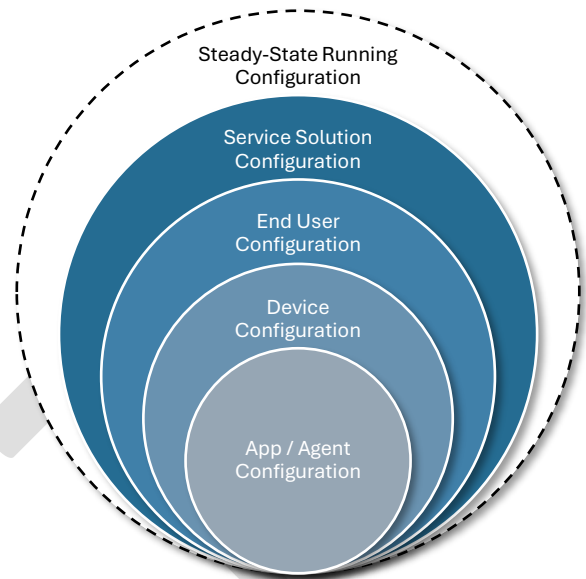 Steady-State Running
Configuration
Service Solution
Configuration
End User
Configuration
Device
Configuration
App / Agent
Configuration